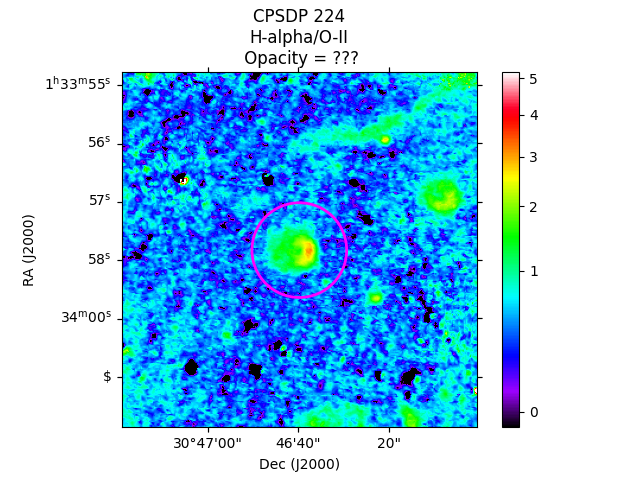 CPSDP 224
H-alpha/O-II
Opacity = ???
1ʰ33ᵐ55ˢ
56ˢ
57ˢ
58ˢ
34ᵐ00ˢ
$
RA (J2000)
30°47'00"
46'40"
20"
Dec (J2000)
5
4
3
2
1
0